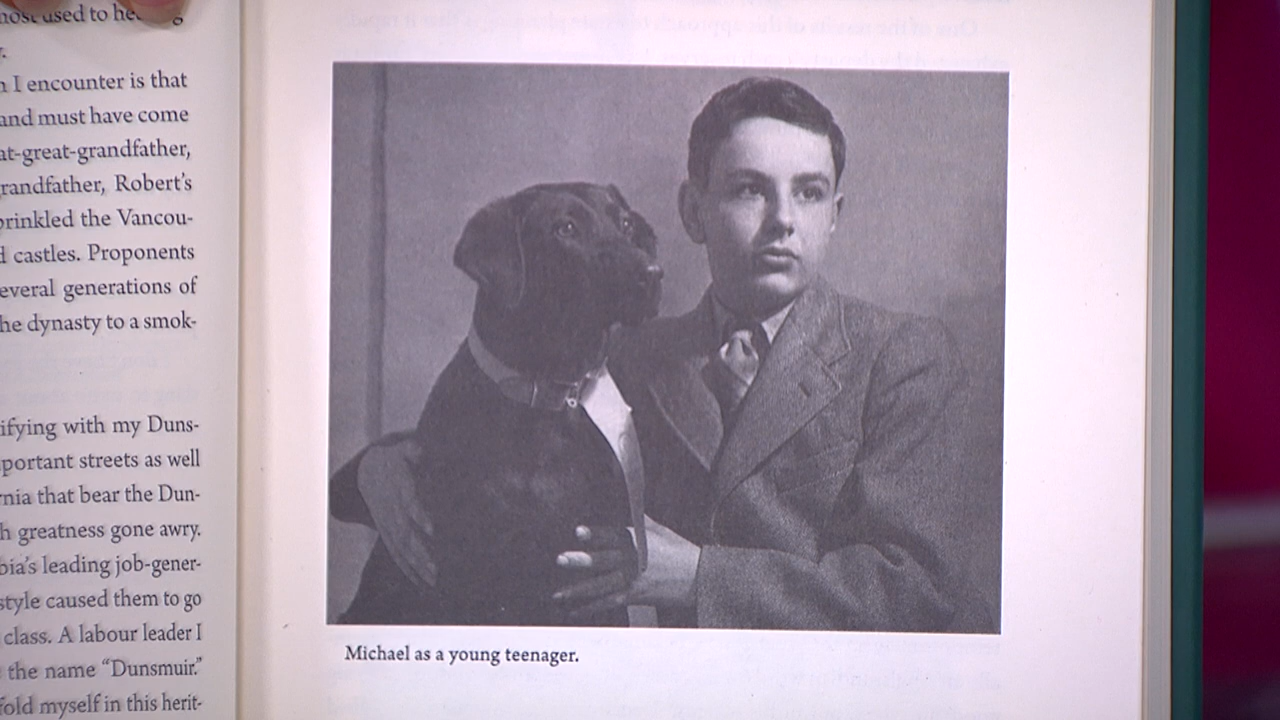 most used to he
r.
n I encounter is that
and must have come
at-great-grandfather,
randfather, Robert's
prinkled the Vancou-
d castles. Proponents
everal generations of
he dynasty to a smok-
ifying with my Duns-
portant streets as well
rnia that bear the Dun-
h greatness gone awry.
bia's leading job-gener-
style caused them to go
class. A labour leader I
the name “Dunsmuir.”
fold myself in this herit-
Michael as a young teenager.